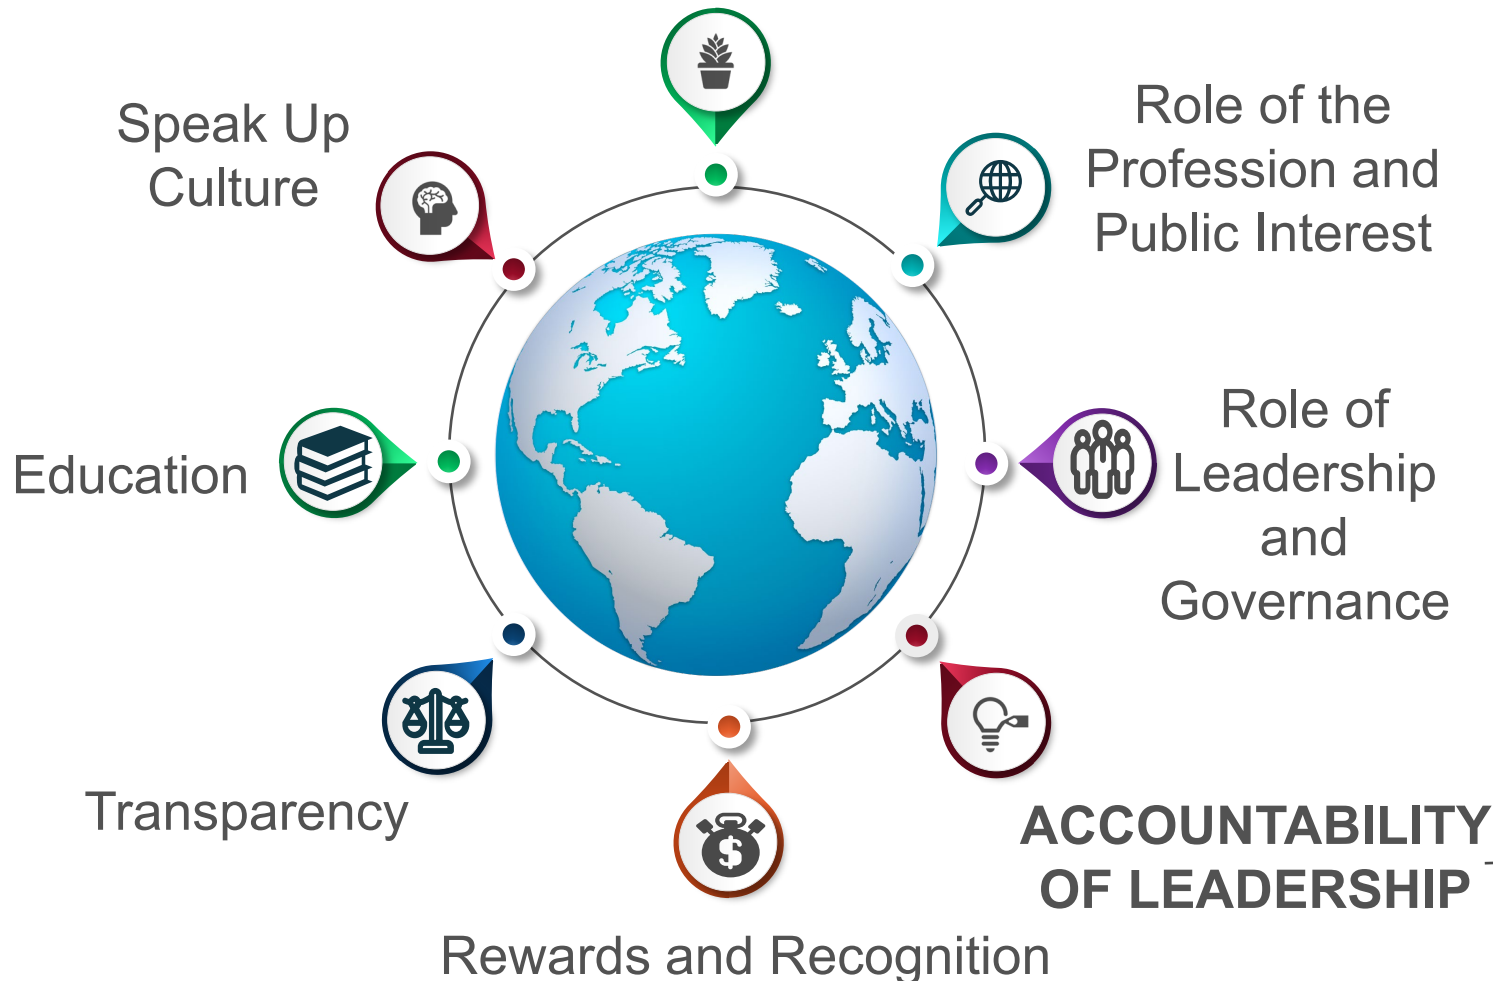 Speak Up
Culture
Role of the
Profession and
Public Interest
Education
Role of
Leadership
and
Governance
Transparency
ACCOUNTABILITY
OF LEADERSHIP
$
Rewards and Recognition